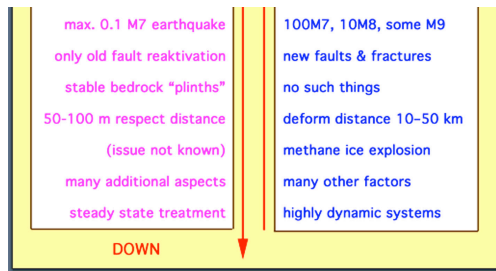 max. 0.1 M7 earthquake
100M7, 10M8, some M9
only old fault reaktivation
new faults & fractures
stable bedrock “plinths”
no such things
50-100 m respect distance
deform distance 10–50 km
(issue not known)
methane ice explosion
many additional aspects
many other factors
steady state treatment
highly dynamic systems
DOWN